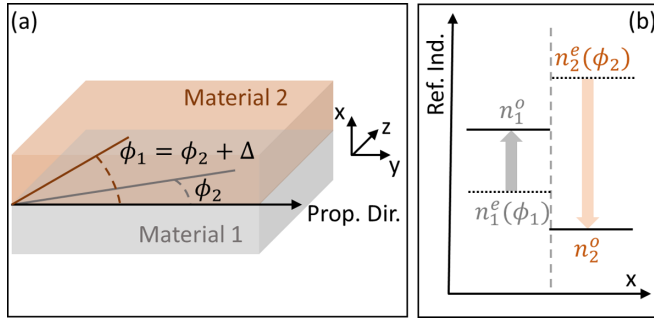 (a)
Material 2
ϕ₁ = ϕ₂ + Δ
ϕ₂
Prop. Dir.
Material 1
x
z
y
(b)
Ref. Ind.
n₂ᵉ(ϕ₂)
n₁ᵒ
n₁ᵉ(ϕ₁)
n₂ᵒ
x